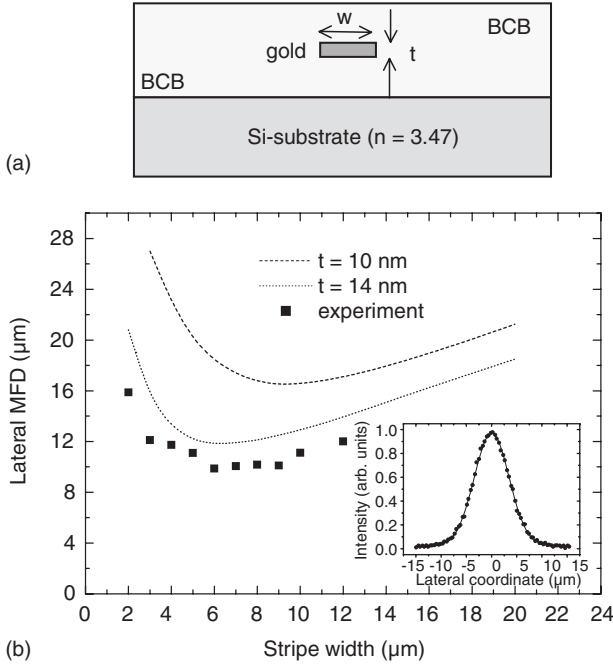 w
BCB
gold
t
BCB
Si-substrate (n = 3.47)
(a)
28
24
20
16
12
8
4
0
Lateral MFD (µm)
t = 10 nm
t = 14 nm
experiment
1.0
0.8
0.6
0.4
0.2
0.0
Intensity (arb. units)
-15 -10 -5 0 5 10 15
Lateral coordinate (µm)
0 2 4 6 8 10 12 14 16 18 20 22 24
(b)
Stripe width (µm)